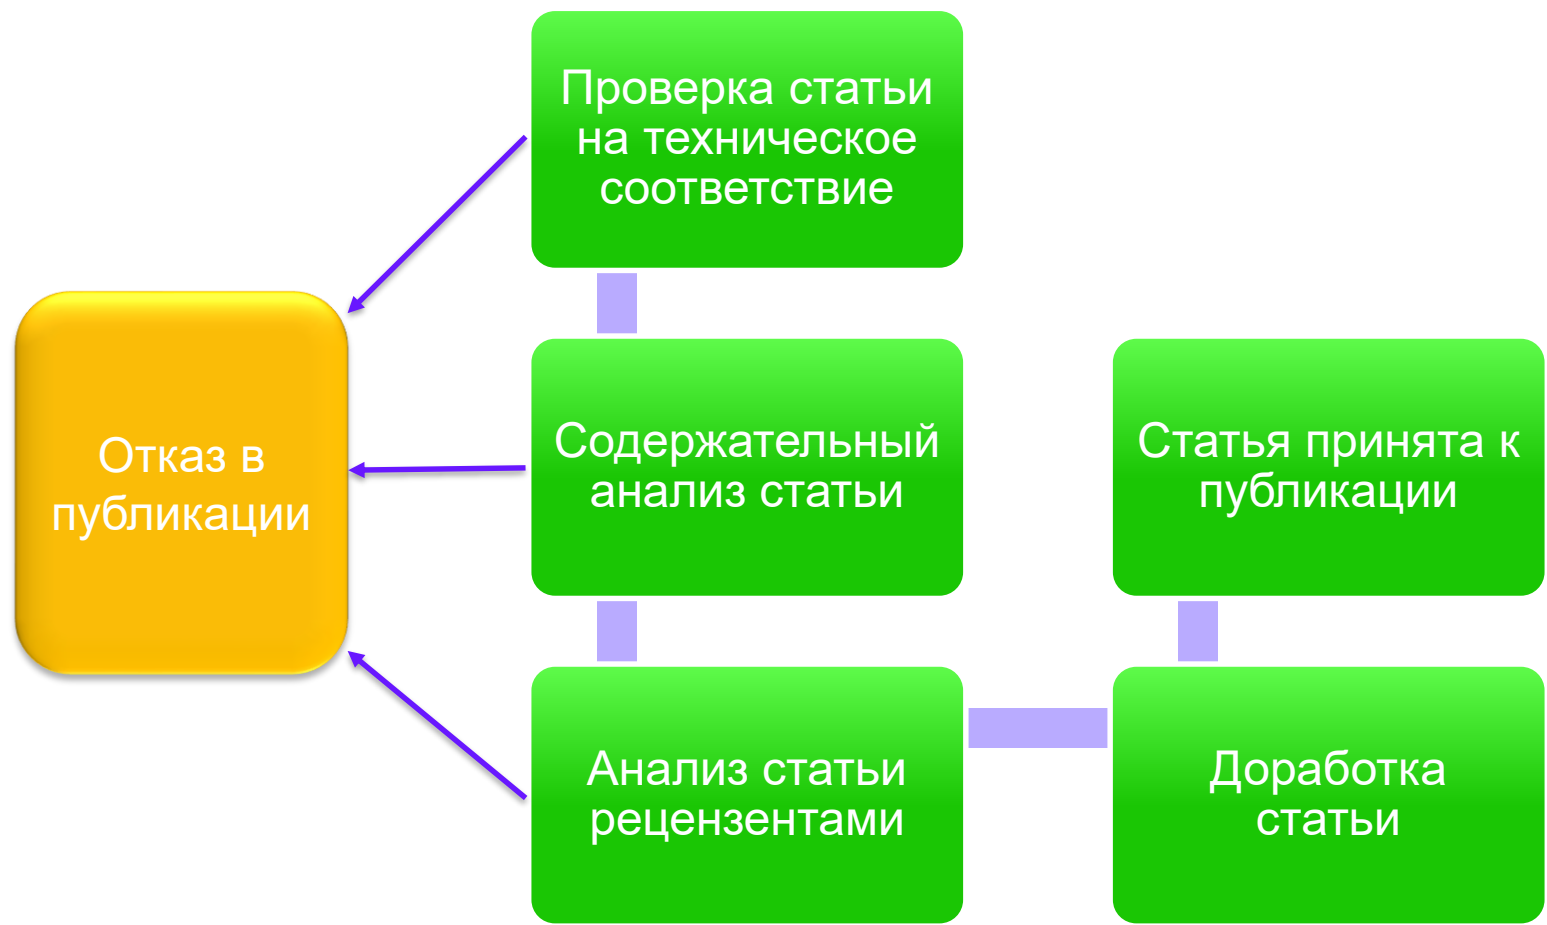 Проверка статьи
на техническое
соответствие
Отказ в
публикации
Содержательный
анализ статьи
Статья принята к
публикации
Анализ статьи
рецензентами
Доработка
статьи